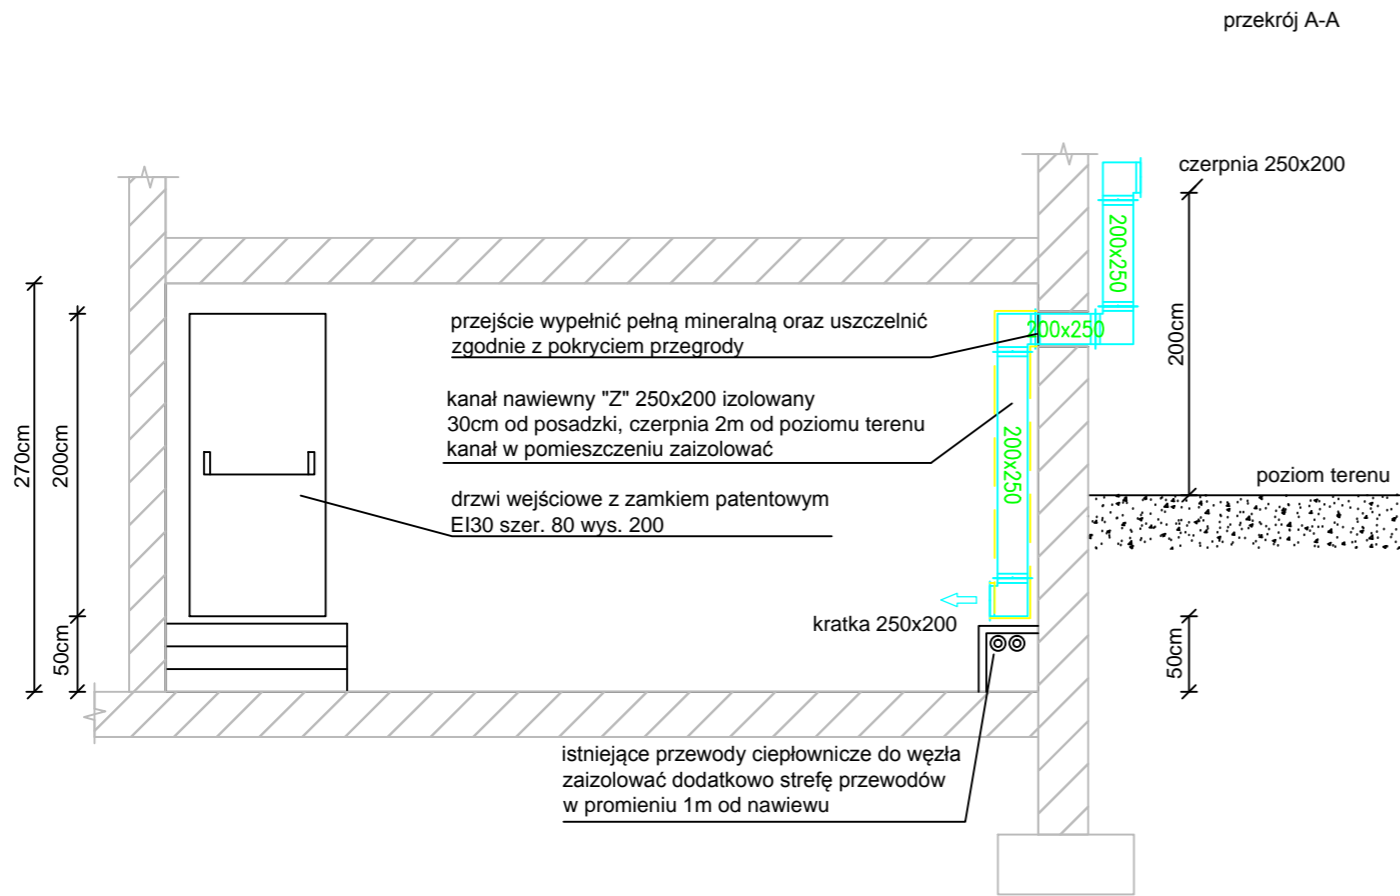 przekrój A-A
czerpnia 250x200
200x250
przejście wypełnić pełną mineralną oraz uszczelnić
zgodnie z pokryciem przegrody
200x250
200cm
kanał nawiewny "Z" 250x200 izolowany
30cm od posadzki, czerpnia 2m od poziomu terenu
kanał w pomieszczeniu zaizolować
200x250
270cm
200cm
poziom terenu
drzwi wejściowe z zamkiem patentowym
EI30 szer. 80 wys. 200
kratka 250x200
50cm
50cm
istniejące przewody ciepłownicze do węzła
zaizolować dodatkowo strefę przewodów
w promieniu 1m od nawiewu